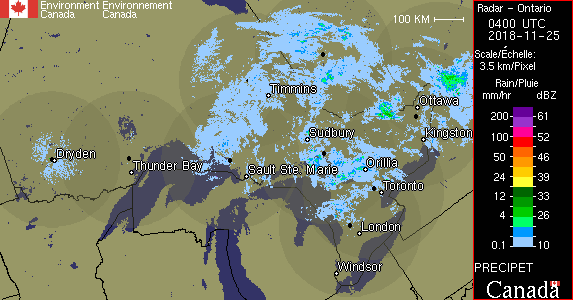 Environment Environnement
Canada Canada
100 KM
Timmins
Ottawa
Sudbury
Kingston
Dryden
Thunder Bay
Sault Ste. Marie
Orillia
Toronto
London
Windsor
Radar - Ontario
0400 UTC
2018-11-25
Scale/Échelle:
3.5 km/Pixel
Rain/Pluie
mm/hr dBZ
200 61
100 52
50 46
24 39
12 34
4 26
0.1 10
PRECIPET
Canada